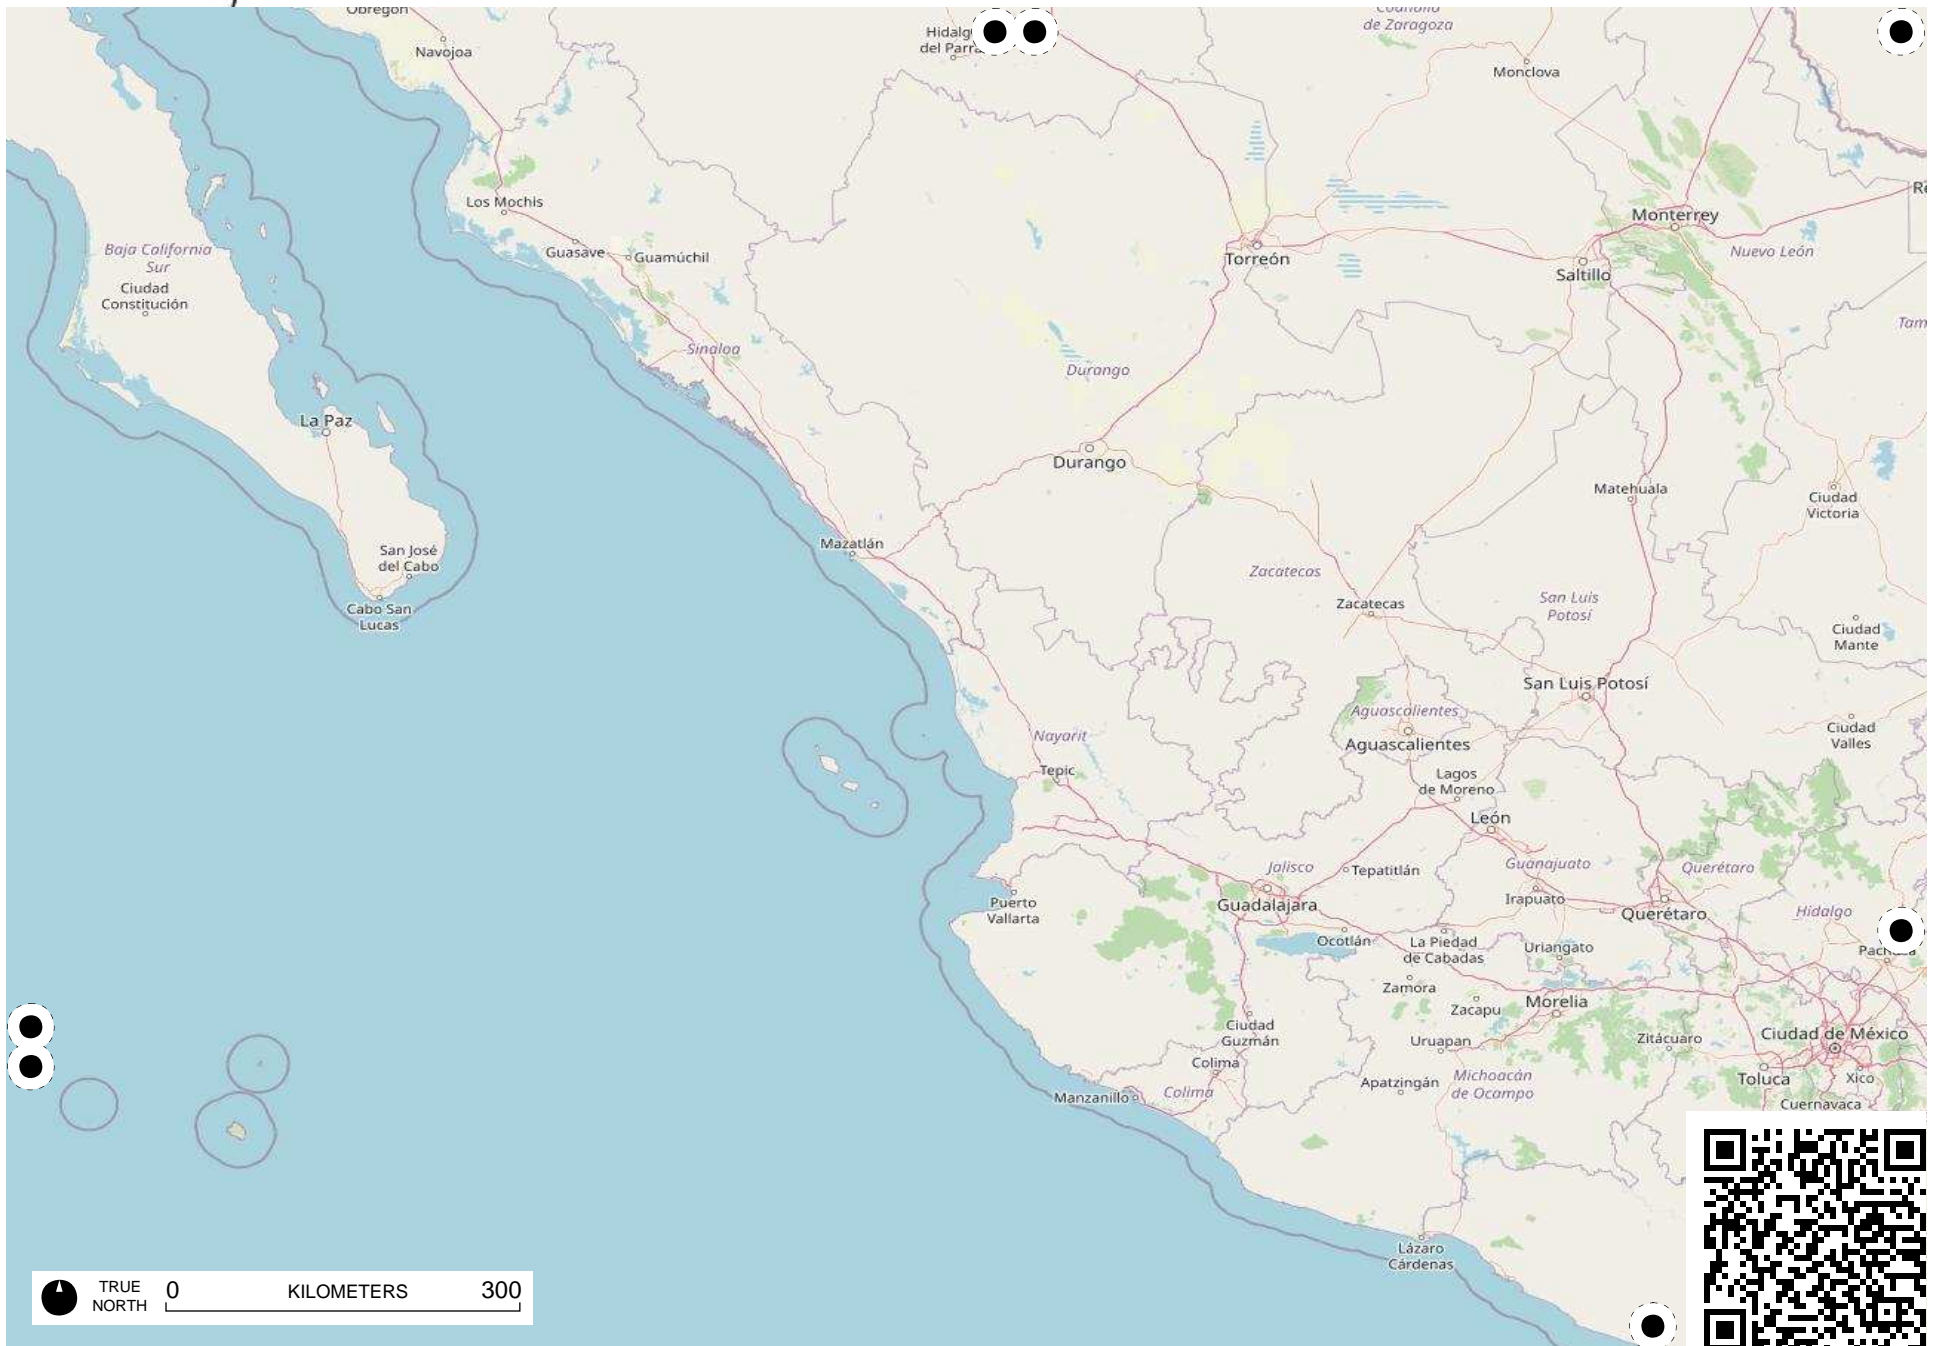 Obregón
Navojoa
Coahuila
de Zaragoza
Monclova
Los Mochis
Guasave
Guamúchil
Monterrey
Nuevo León
Torreón
Saltillo
Baja California
Sur
Ciudad
Constitución
Sinaloa
Durango
La Paz
Durango
Matehuala
Ciudad
Victoria
San José
del Cabo
Mazatlán
Zacatecas
Zacatecas
San Luis
Potosí
Cabo San
Lucas
Ciudad
Mante
San Luis Potosí
Aguascalientes
Aguascalientes
Nayarit
Tepic
Ciudad
Valles
Lagos
de Moreno
León
Jalisco
Tepatitlán
Guanajuato
Querétaro
Puerto
Vallarta
Guadalajara
Irapuato
Querétaro
Hidalgo
Ocotlán
La Piedad
de Cabadas
Uriangato
Zamora
Zacapu
Morelia
Ciudad
Guzmán
Uruapan
Zitácuaro
Ciudad de México
Colima
Colima
Apatzingán
Michoacán
de Ocampo
Toluca
Xico
Manzanillo
Cuernavaca
Lázaro
Cárdenas
TRUE
NORTH
0 KILOMETERS 300